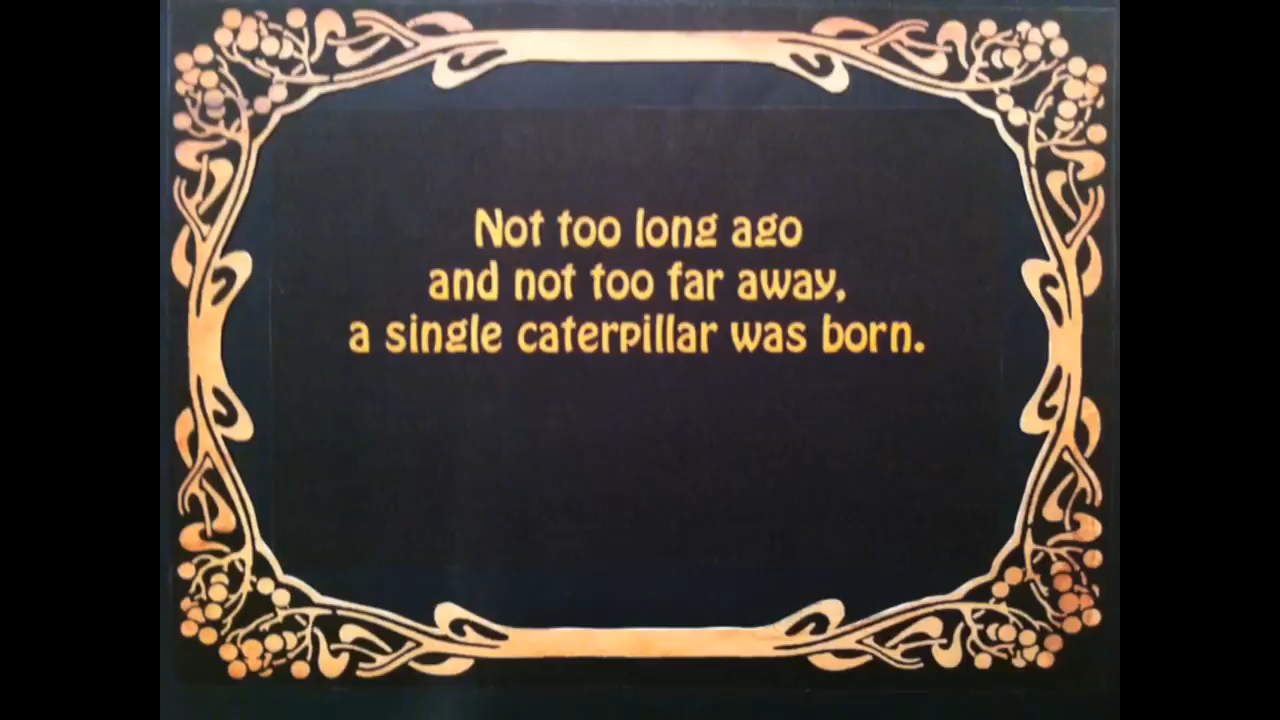 Not too long ago
and not too far away,
a single caterpillar was born.